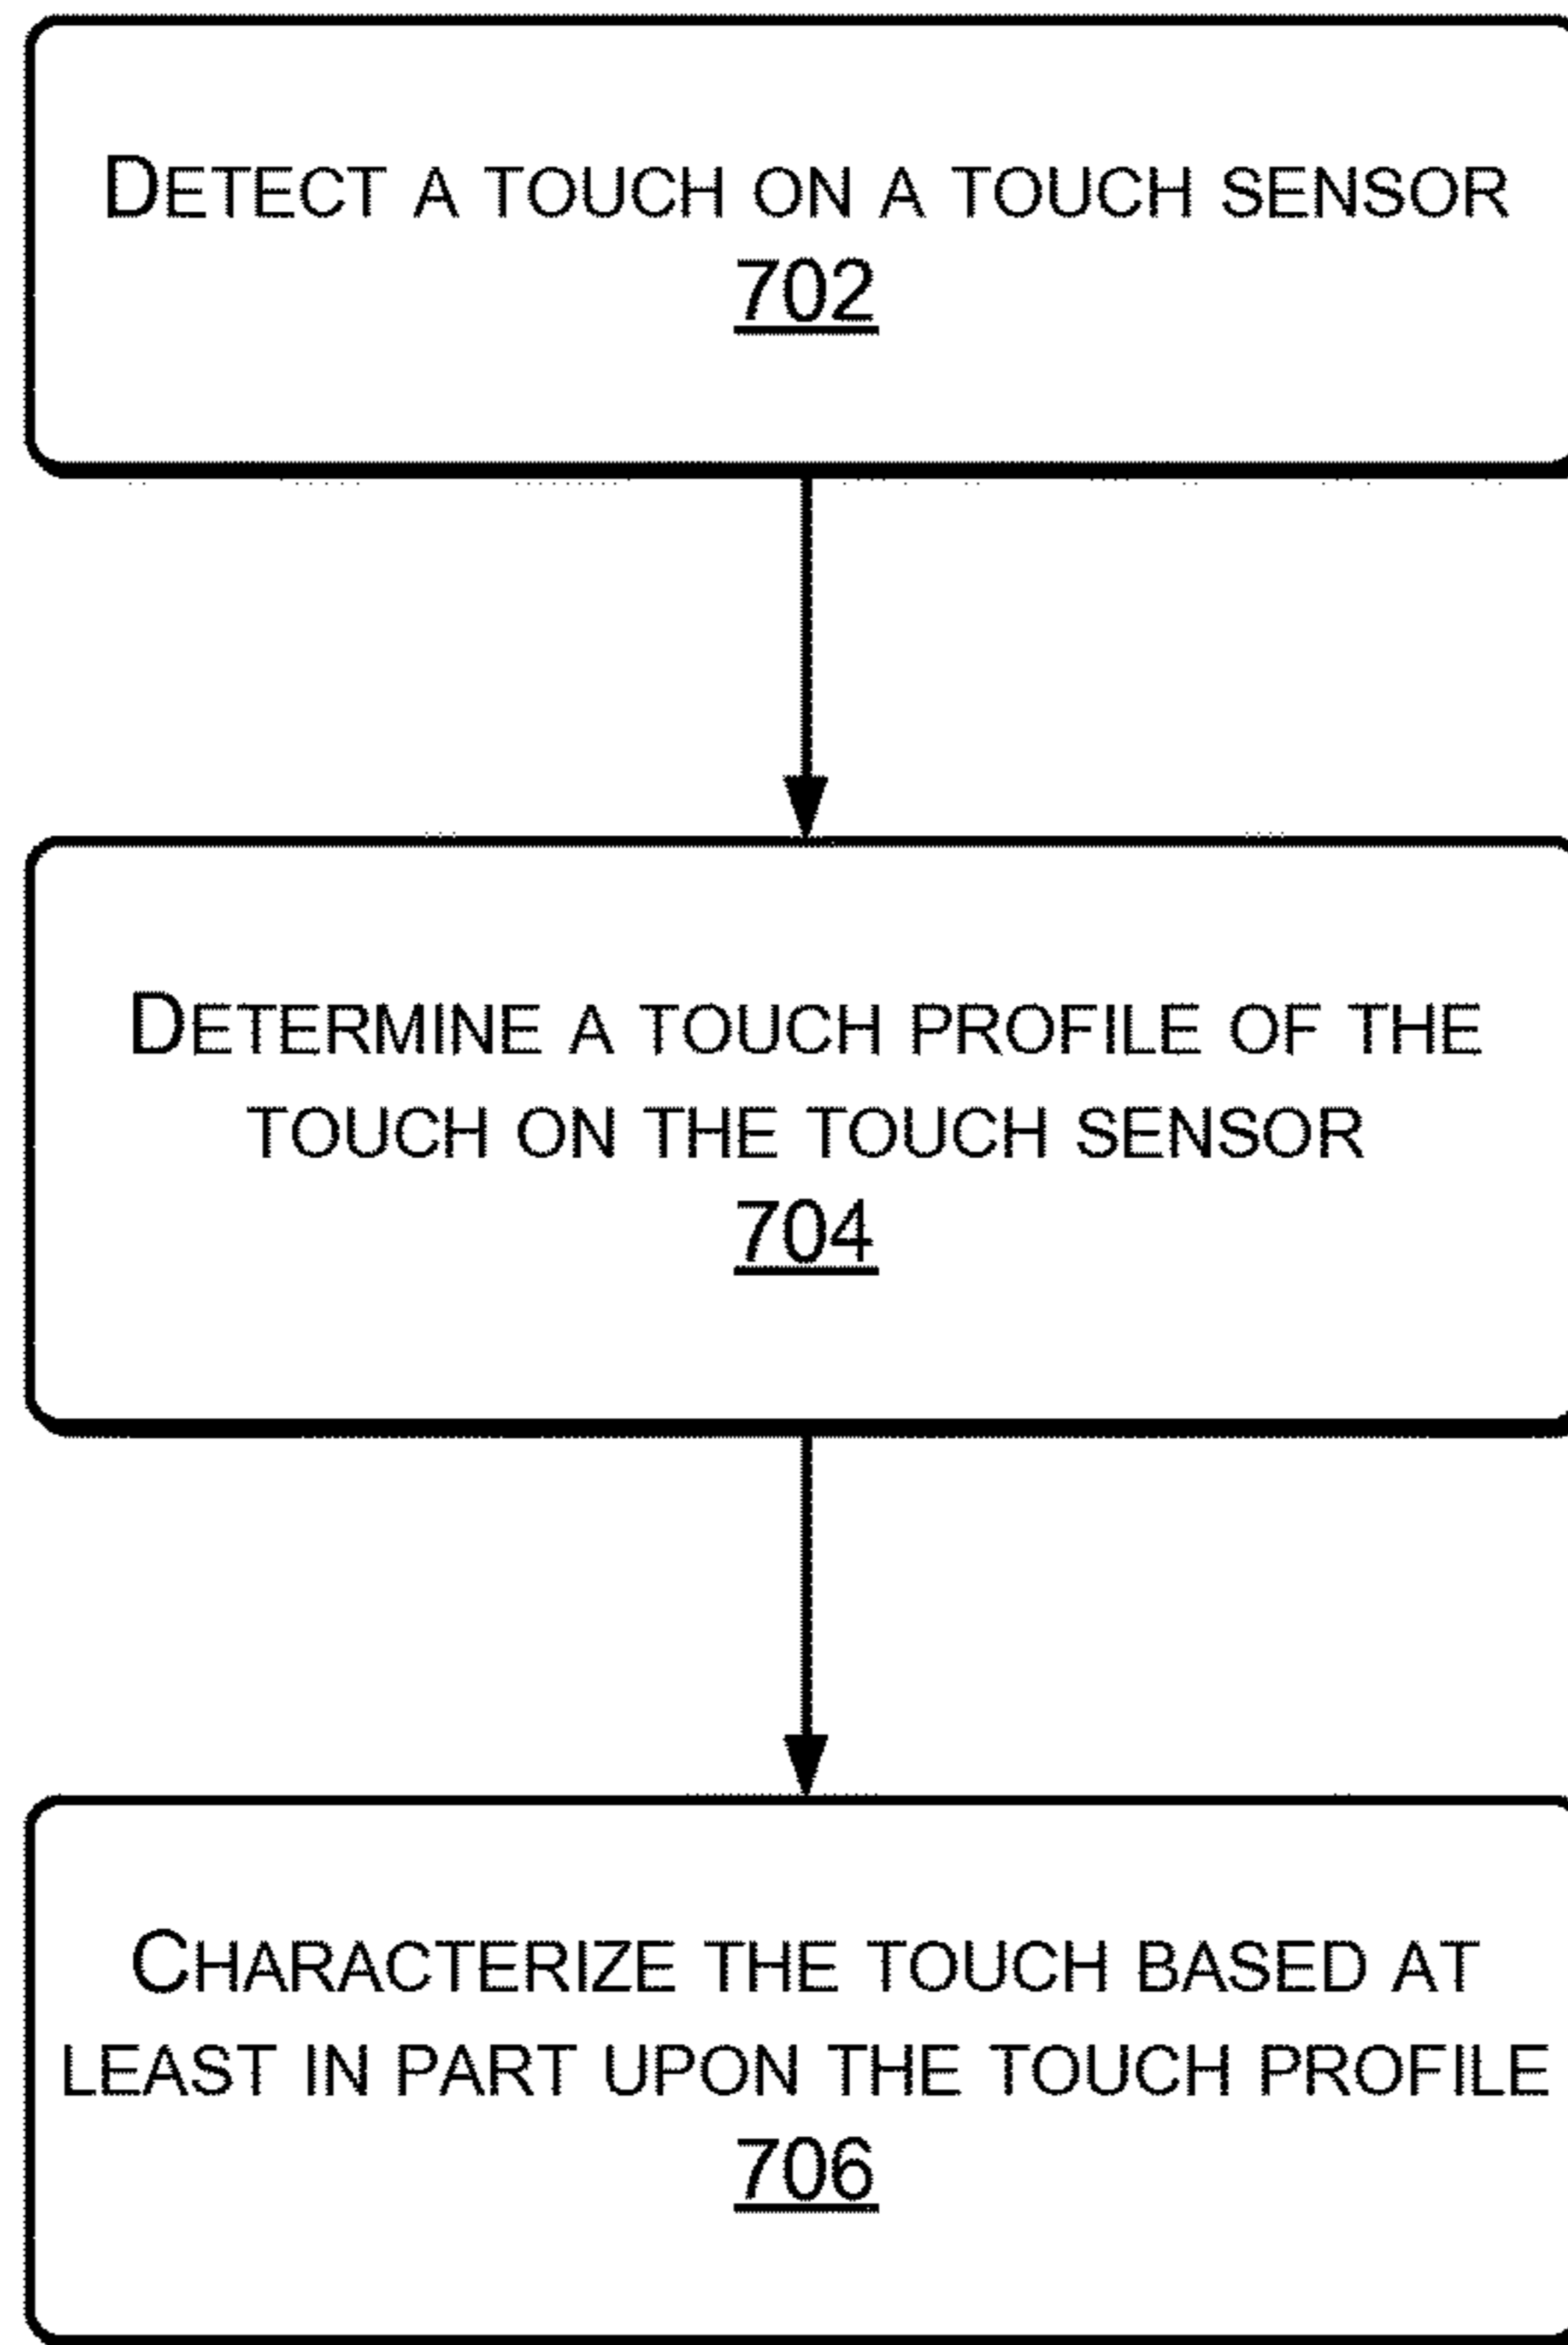 DETECT A TOUCH ON A TOUCH SENSOR
702
DETERMINE A TOUCH PROFILE OF THE
TOUCH ON THE TOUCH SENSOR
704
CHARACTERIZE THE TOUCH BASED AT
LEAST IN PART UPON THE TOUCH PROFILE
706